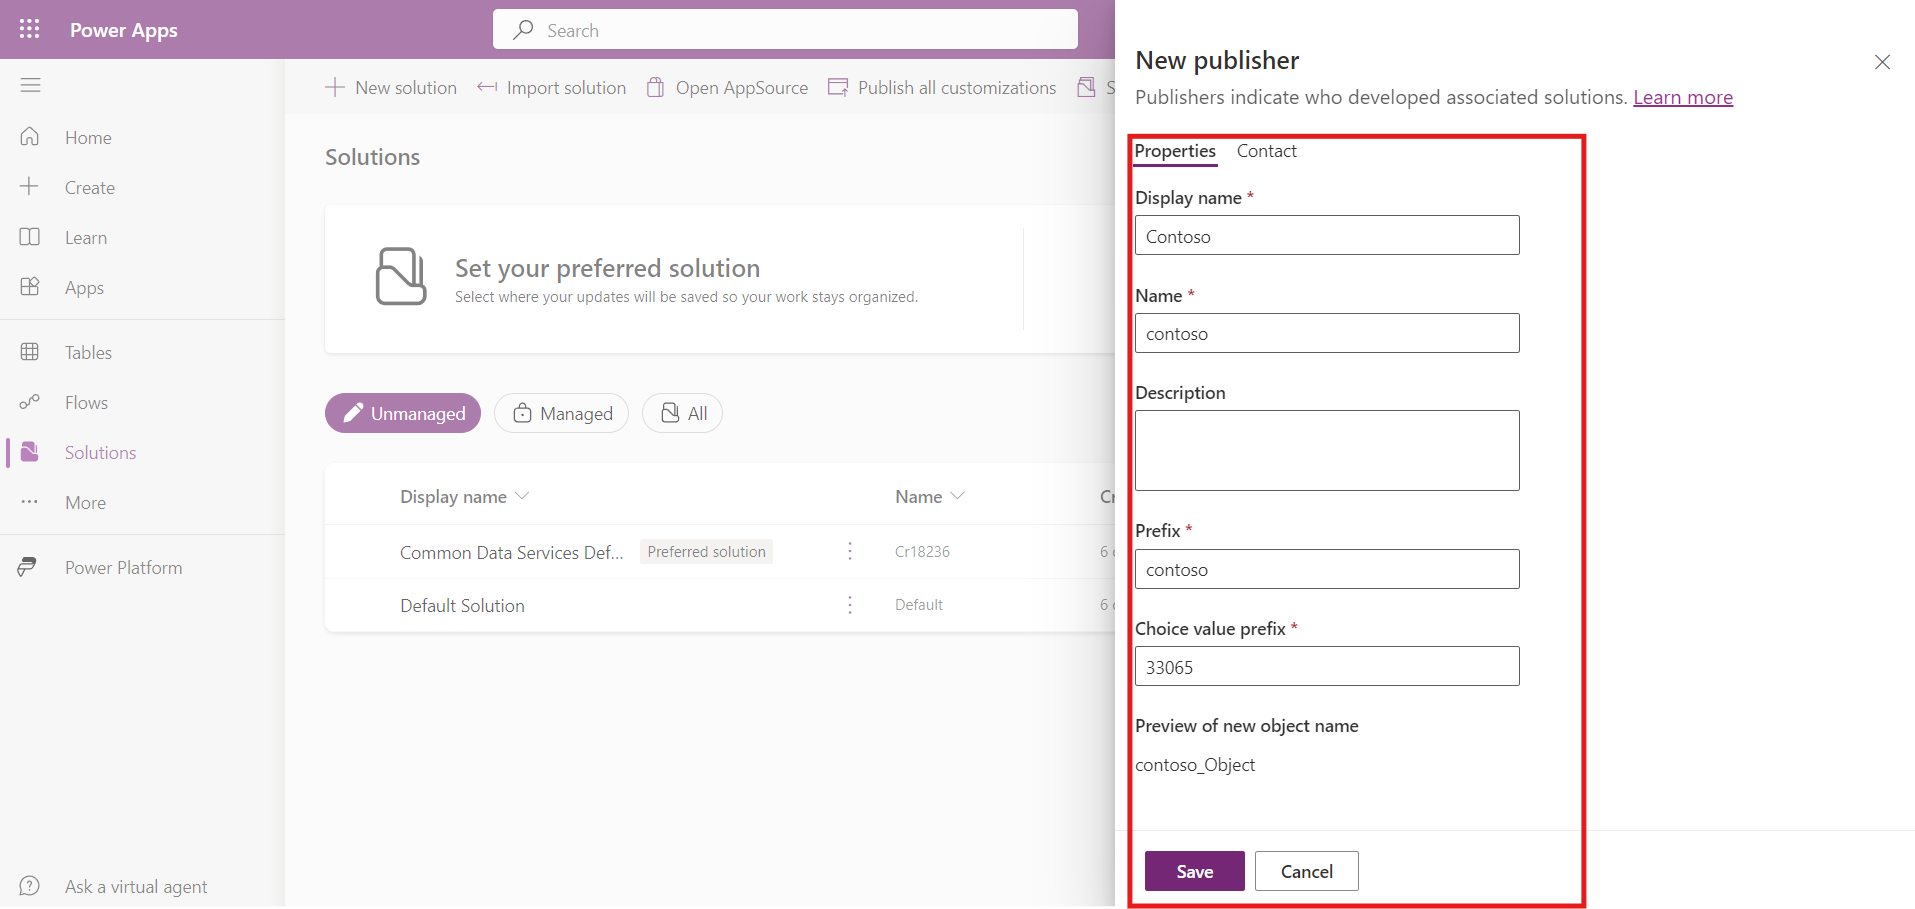 Power Apps
Search
New solution
Import solution
Open AppSource
Publish all customizations
S
Home
Create
Learn
Apps
Tables
Flows
Solutions
More
Power Platform
Ask a virtual agent
Solutions
Set your preferred solution
Select where your updates will be saved so your work stays organized.
Unmanaged
Managed
All
Display name
Name
Cr
Common Data Services Def...
Preferred solution
Cr18236
6
Default Solution
Default
6
New publisher
Publishers indicate who developed associated solutions. Learn more
Properties
Contact
Display name *
Contoso
Name *
contoso
Description
Prefix *
contoso
Choice value prefix *
33065
Preview of new object name
contoso_Object
Save
Cancel